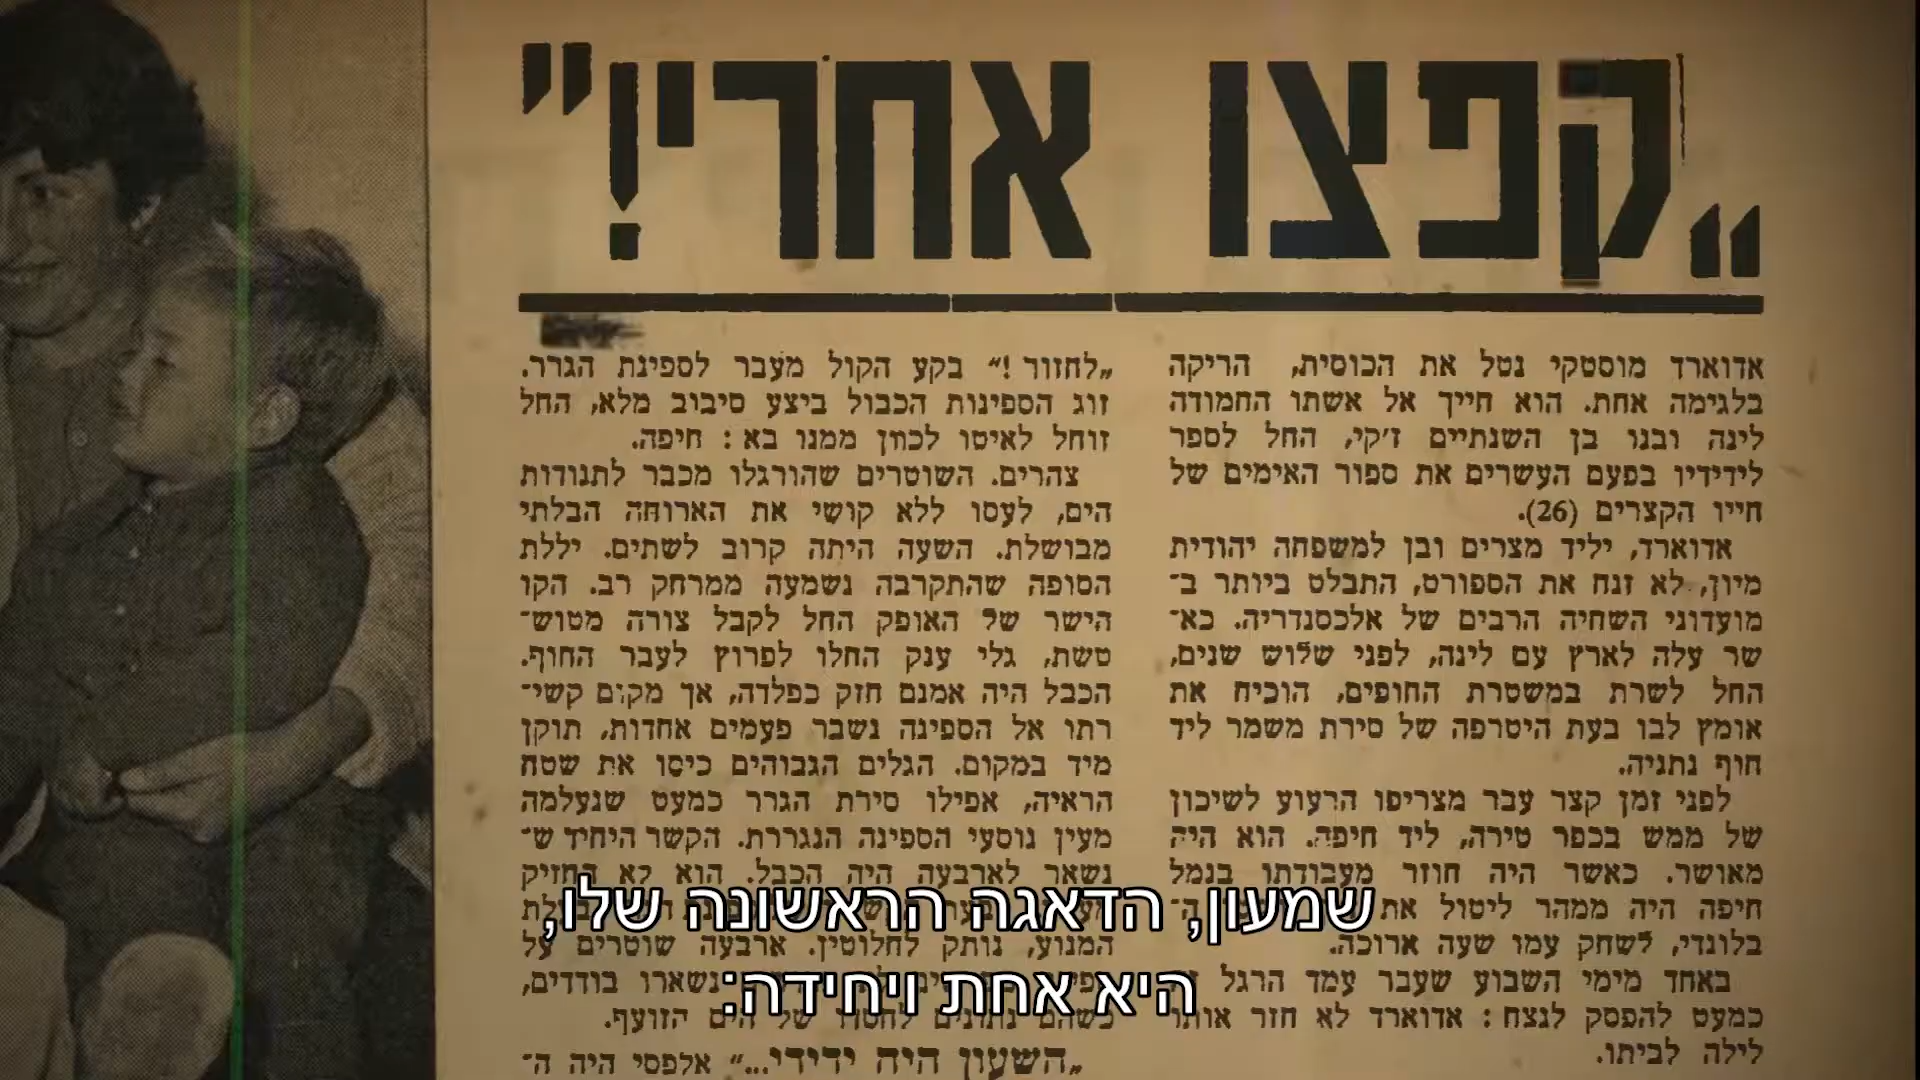 „קפצו אחרי!”
אדוארד מוסטקי נטל את הכוסית, הריקה
בלגימה אחת. הוא חייך אל אשתו החמודה
לינה ובנו בן השנתיים ז׳קי, החל לספר
לידידיו בפעם העשרים את ספור האימים של
חייו הקצרים (26).
אדוארד, יליד מצרים ובן למשפחה יהודית
מיון, לא זנח את הספורט, התבלט ביותר ב־
מועדוני השחיה הרבים של אלכסנדריה. כא־
שר עלה לארץ עם לינה, לפני שלוש שנים,
החל לשרת במשטרת החופים, הוכיח את
אומץ לבו בעת היטרפה של סירת משמר ליד
חוף נתניה.
לפני זמן קצר עבר מצריפו הרעוע לשיכון
של ממש בכפר טירה, ליד חיפה. הוא היה
מאושר. כאשר היה חוזר מעבודתו בנמל
חיפה היה ממהר ליטול את ה־
בלונדי, לשחק עמו שעה ארוכה.
באחד מימי השבוע שעבר עמד הרגל
כמעט להפסק לנצח: אדוארד לא חזר אותו
לילה לביתו.
„לחזור!” בקע הקול מעבר לספינת הגרר.
זוג הספינות הכבול ביצע סיבוב מלא, החל
זוחל לאיטו לכוון ממנו בא: חיפה.
צהרים. השוטרים שהורגלו מכבר לתנודות
הים, לעסו ללא קושי את הארוחה הבלתי
מבושלת. השעה היתה קרוב לשתים. יללת
הסופה שהתקרבה נשמעה ממרחק רב. הקו
הישר של האופק החל לקבל צורה מטוש־
טשת, גלי ענק החלו לפרוץ לעבר החוף.
הכבל היה אמנם חזק כפלדה, אך מקום קשי־
רתו אל הספינה נשבר פעמים אחדות, תוקן
מיד במקום. הגלים הגבוהים כיסו את שטח
הראיה, אפילו סירת הגרר כמעט שנעלמה
מעין נוסעי הספינה הנגררת. הקשר היחיד ש־
נשאר לארבעה היה הכבל. הוא לא החזיק
המנוע, נותק לחלוטין. ארבעה שוטרים על
נשארו בודדים,
כשהם נתונים לחסדו של הים הזועף.
„השעון היה ידידי...” אלפסי היה ה־
שמעון, הדאגה הראשונה שלו,
היא אחת ויחידה: